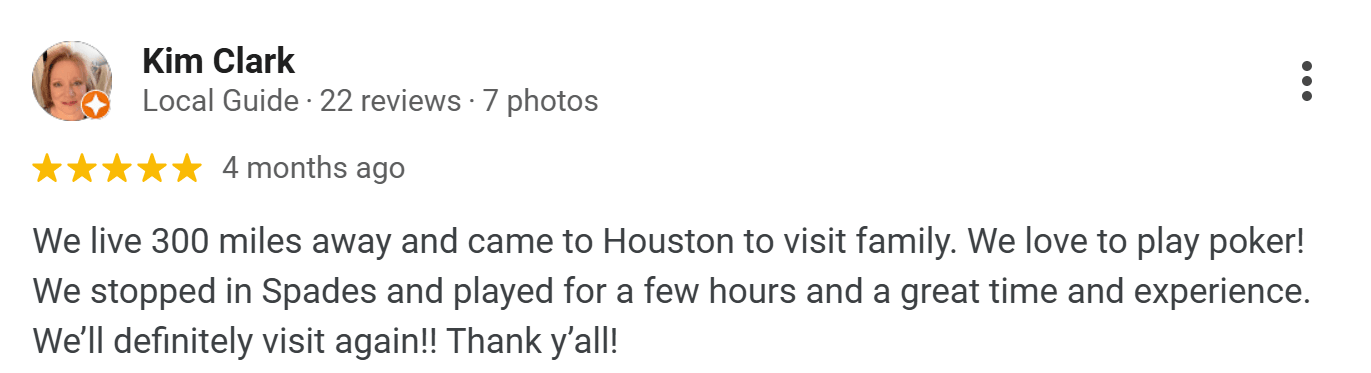 Kim Clark
Local Guide · 22 reviews · 7 photos
4 months ago
We live 300 miles away and came to Houston to visit family. We love to play poker!
We stopped in Spades and played for a few hours and a great time and experience.
We’ll definitely visit again!! Thank y’all!